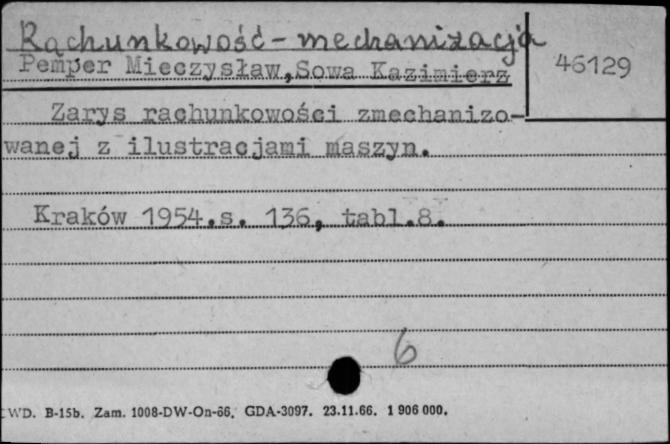 Rachunkowość - mechanizacja
Pemper Mieczysław,Sowa Kazimierz
46129
Zarys rachunkowości zmechanizo-
wanej z ilustracjami maszyn.
Kraków 1954.s. 136, tabl.8.
6
WD. B-15b. Zam. 1008-DW-On-66. GDA-3097. 23.11.66. 1 906 000.